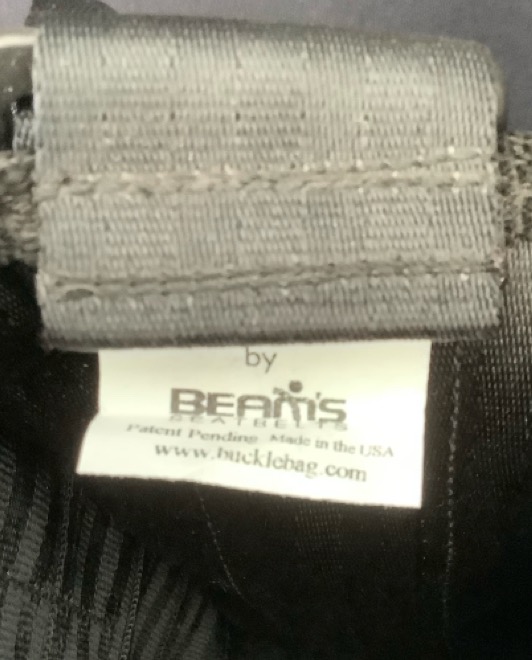 by
BEAM'S
SEATBELTS
Patent Pending Made in the USA
www.bucklebag.com